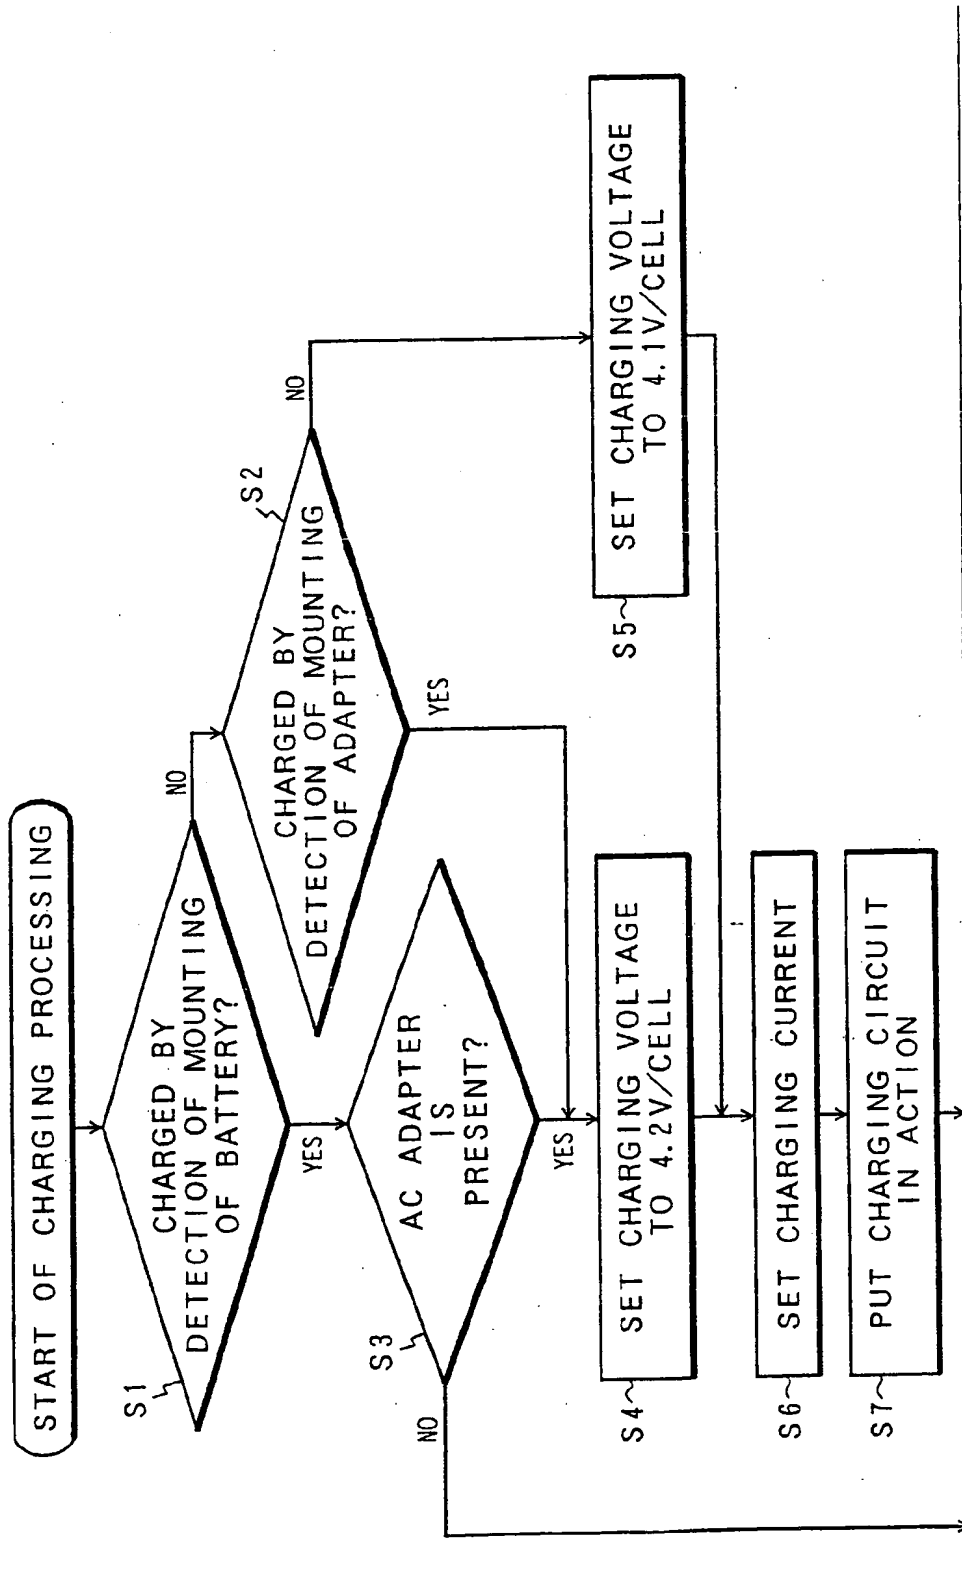 START OF CHARGING PROCESSING
S1
CHARGED BY
DETECTION OF MOUNTING
OF BATTERY?
NO
YES
S2
CHARGED BY
DETECTION OF MOUNTING
OF ADAPTER?
NO
YES
S3
AC ADAPTER
IS
PRESENT?
NO
YES
S4
SET CHARGING VOLTAGE
TO 4.2V/CELL
S5
SET CHARGING VOLTAGE
TO 4.1V/CELL
S6
SET CHARGING CURRENT
S7
PUT CHARGING CIRCUIT
IN ACTION